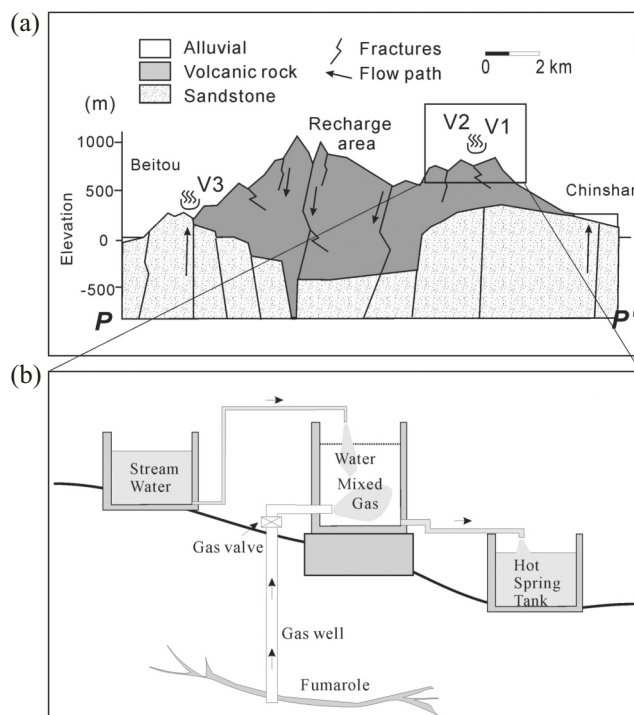 (a)
Alluvial
Volcanic rock
Sandstone
Fractures
Flow path
0 2 km
(m)
1000
500
0
-500
Elevation
Beitou
V3
Recharge
area
V2 V1
Chinshan
P
P'
(b)
Stream
Water
Water
Mixed
Gas
Gas valve
Hot
Spring
Tank
Gas well
Fumarole